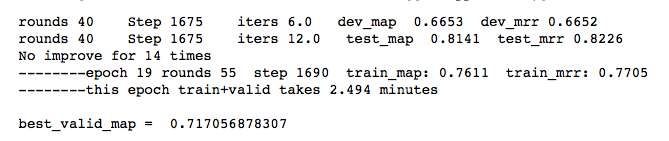 rounds 40 Step 1675 iters 6.0 dev_map 0.6653 dev_mrr 0.6652
rounds 40 Step 1675 iters 12.0 test_map 0.8141 test_mrr 0.8226
No improve for 14 times
--------epoch 19 rounds 55 step 1690 train_map: 0.7611 train_mrr: 0.7705
--------this epoch train+valid takes 2.494 minutes
best_valid_map = 0.717056878307